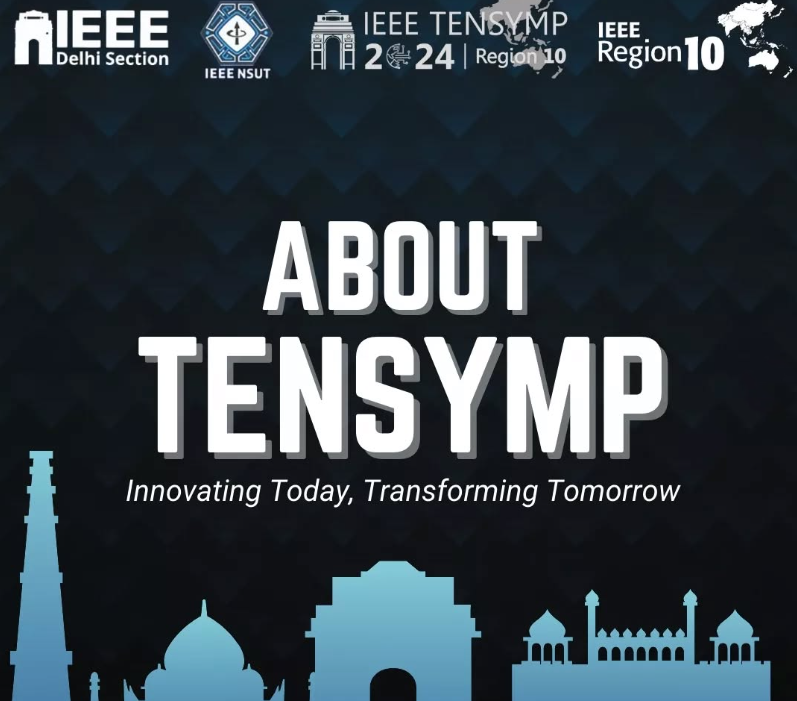 IEEE
Delhi Section
IEEE NSUT
IEEE TENSYMP
2024 | Region 10
IEEE
Region 10
ABOUT
TENSYMP
Innovating Today, Transforming Tomorrow